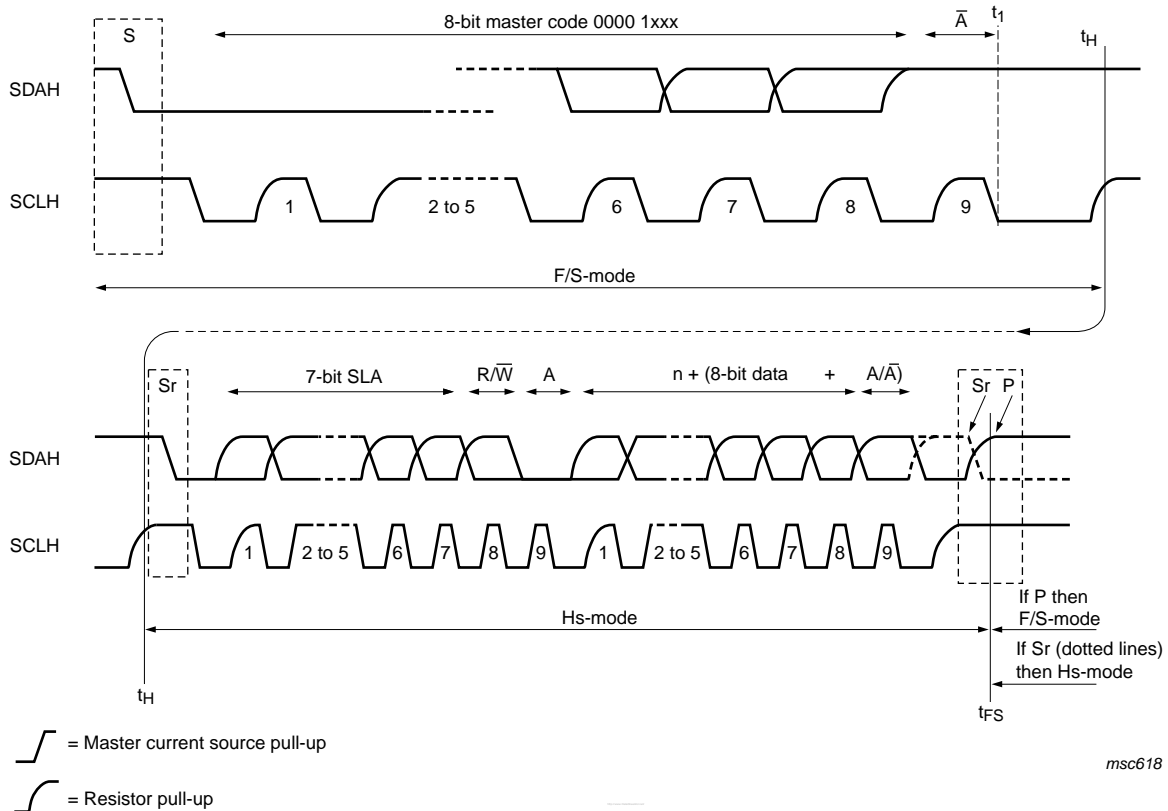 8-bit master code 0000 1xxx
A̅
t1
tH
S
SDAH
SCLH
1
2 to 5
6
7
8
9
F/S-mode
Sr
7-bit SLA
R/W̅
A
n + (8-bit data +
A/A̅)
Sr P
SDAH
SCLH
1
2 to 5
6
7
8
9
1
2 to 5
6
7
8
9
If P then
F/S-mode
Hs-mode
If Sr (dotted lines)
then Hs-mode
tH
tFS
= Master current source pull-up
msc618
= Resistor pull-up